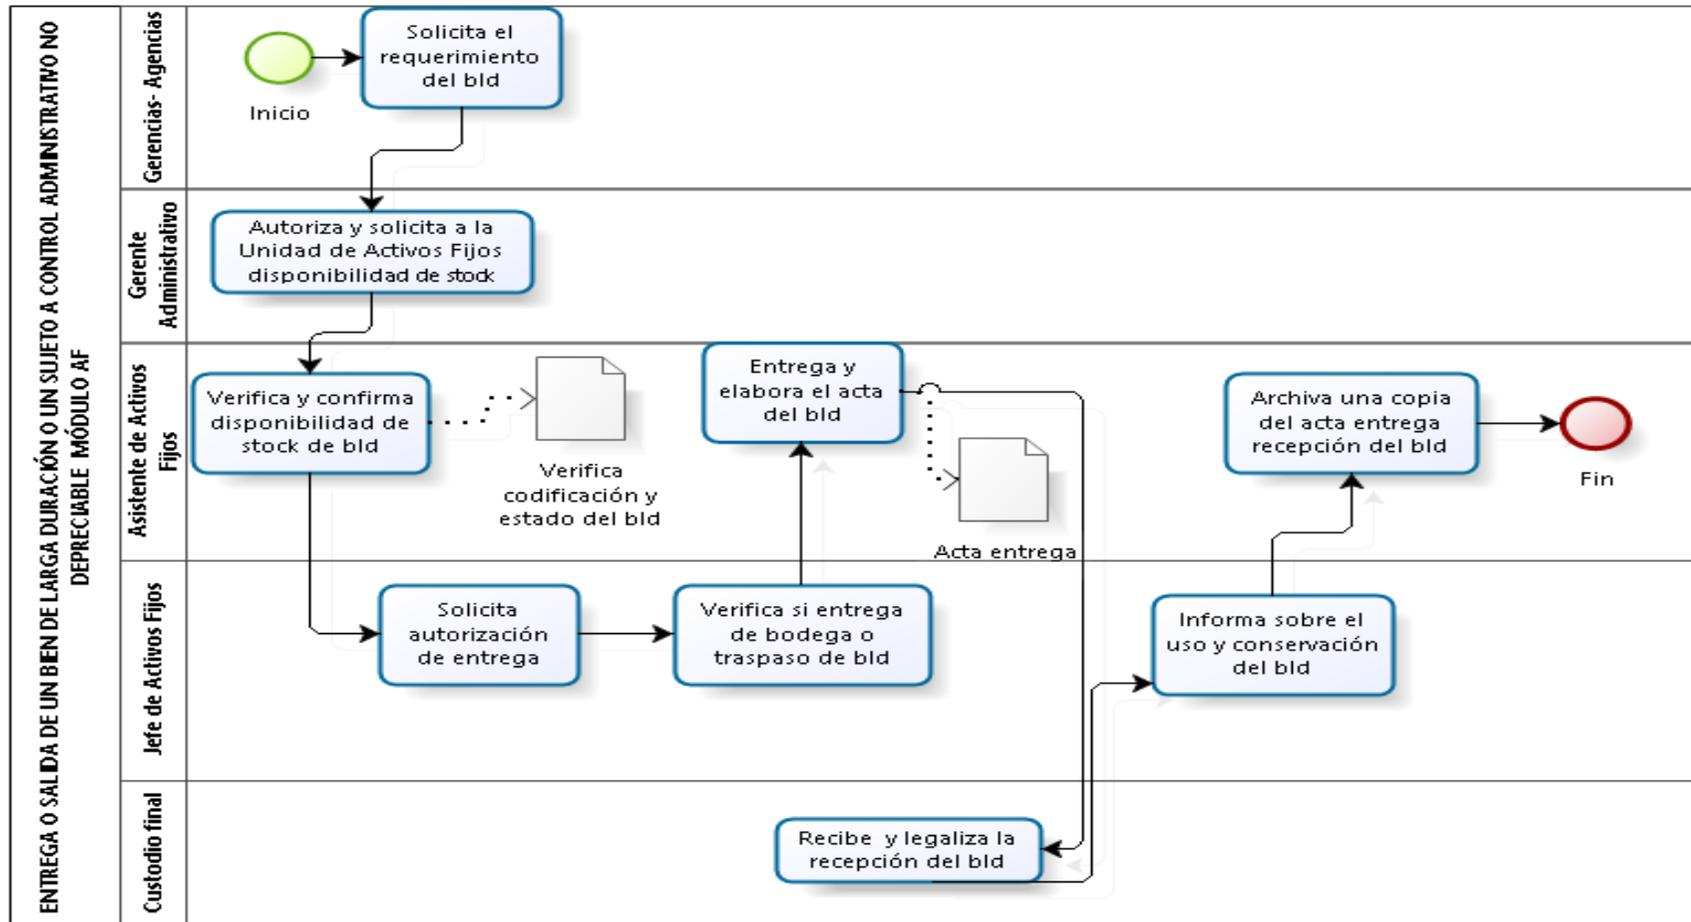 ENTREGA O SALIDA DE UN BIEN DE LARGA DURACIÓN O UN SUJETO A CONTROL ADMINISTRATIVO NO
DEPRECIABLE MÓDULO AF
Gerencias- Agencias
Inicio
Solicita el
requerimiento
del bld
Gerente
Administrativo
Autoriza y solicita a la
Unidad de Activos Fijos
disponibilidad de stock
Asistente de Activos
Fijos
Verifica y confirma
disponibilidad de
stock de bld
Verifica
codificación y
estado del bld
Entrega y
elabora el acta
del bld
Acta entrega
Archiva una copia
del acta entrega
recepción del bld
Fin
Jefe de Activos Fijos
Solicita
autorización
de entrega
Verifica si entrega
de bodega o
traspaso de bld
Informa sobre el
uso y conservación
del bld
Custodio final
Recibe y legaliza la
recepción del bld